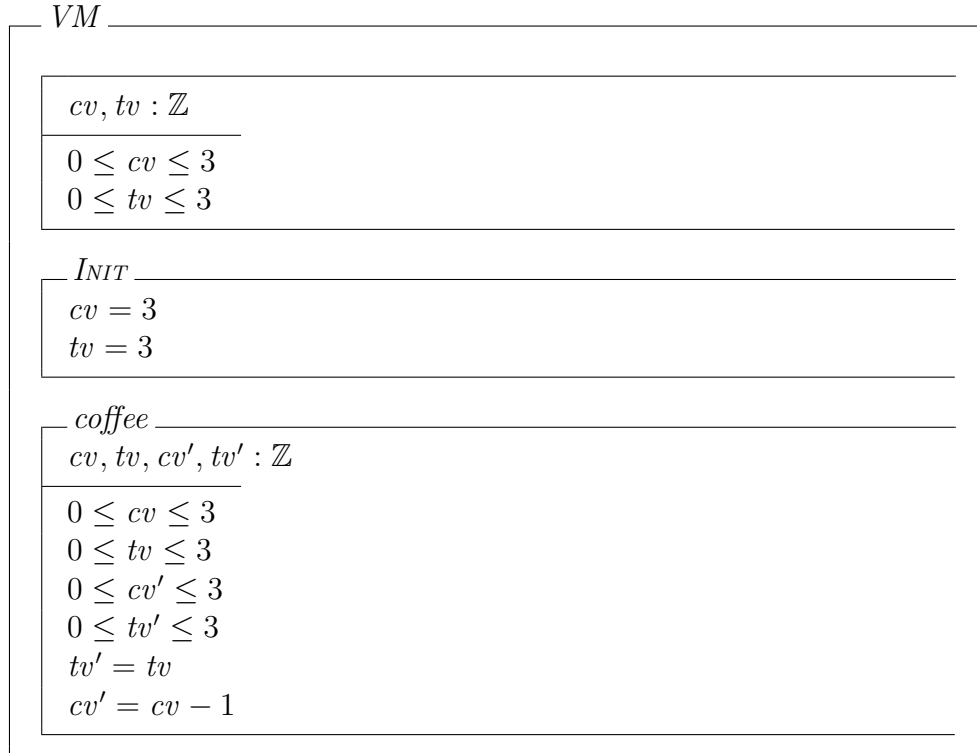 VM
cv, tv : ℤ
0 ≤ cv ≤ 3
0 ≤ tv ≤ 3
INIT
cv = 3
tv = 3
coffee
cv, tv, cv′, tv′ : ℤ
0 ≤ cv ≤ 3
0 ≤ tv ≤ 3
0 ≤ cv′ ≤ 3
0 ≤ tv′ ≤ 3
tv′ = tv
cv′ = cv − 1